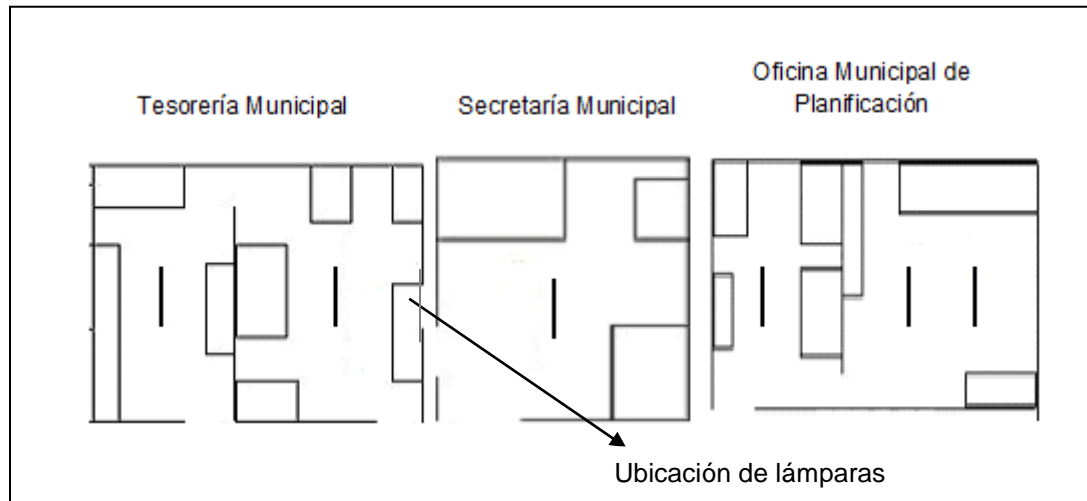 Tesorería Municipal
Secretaría Municipal
Oficina Municipal de
Planificación
Ubicación de lámparas